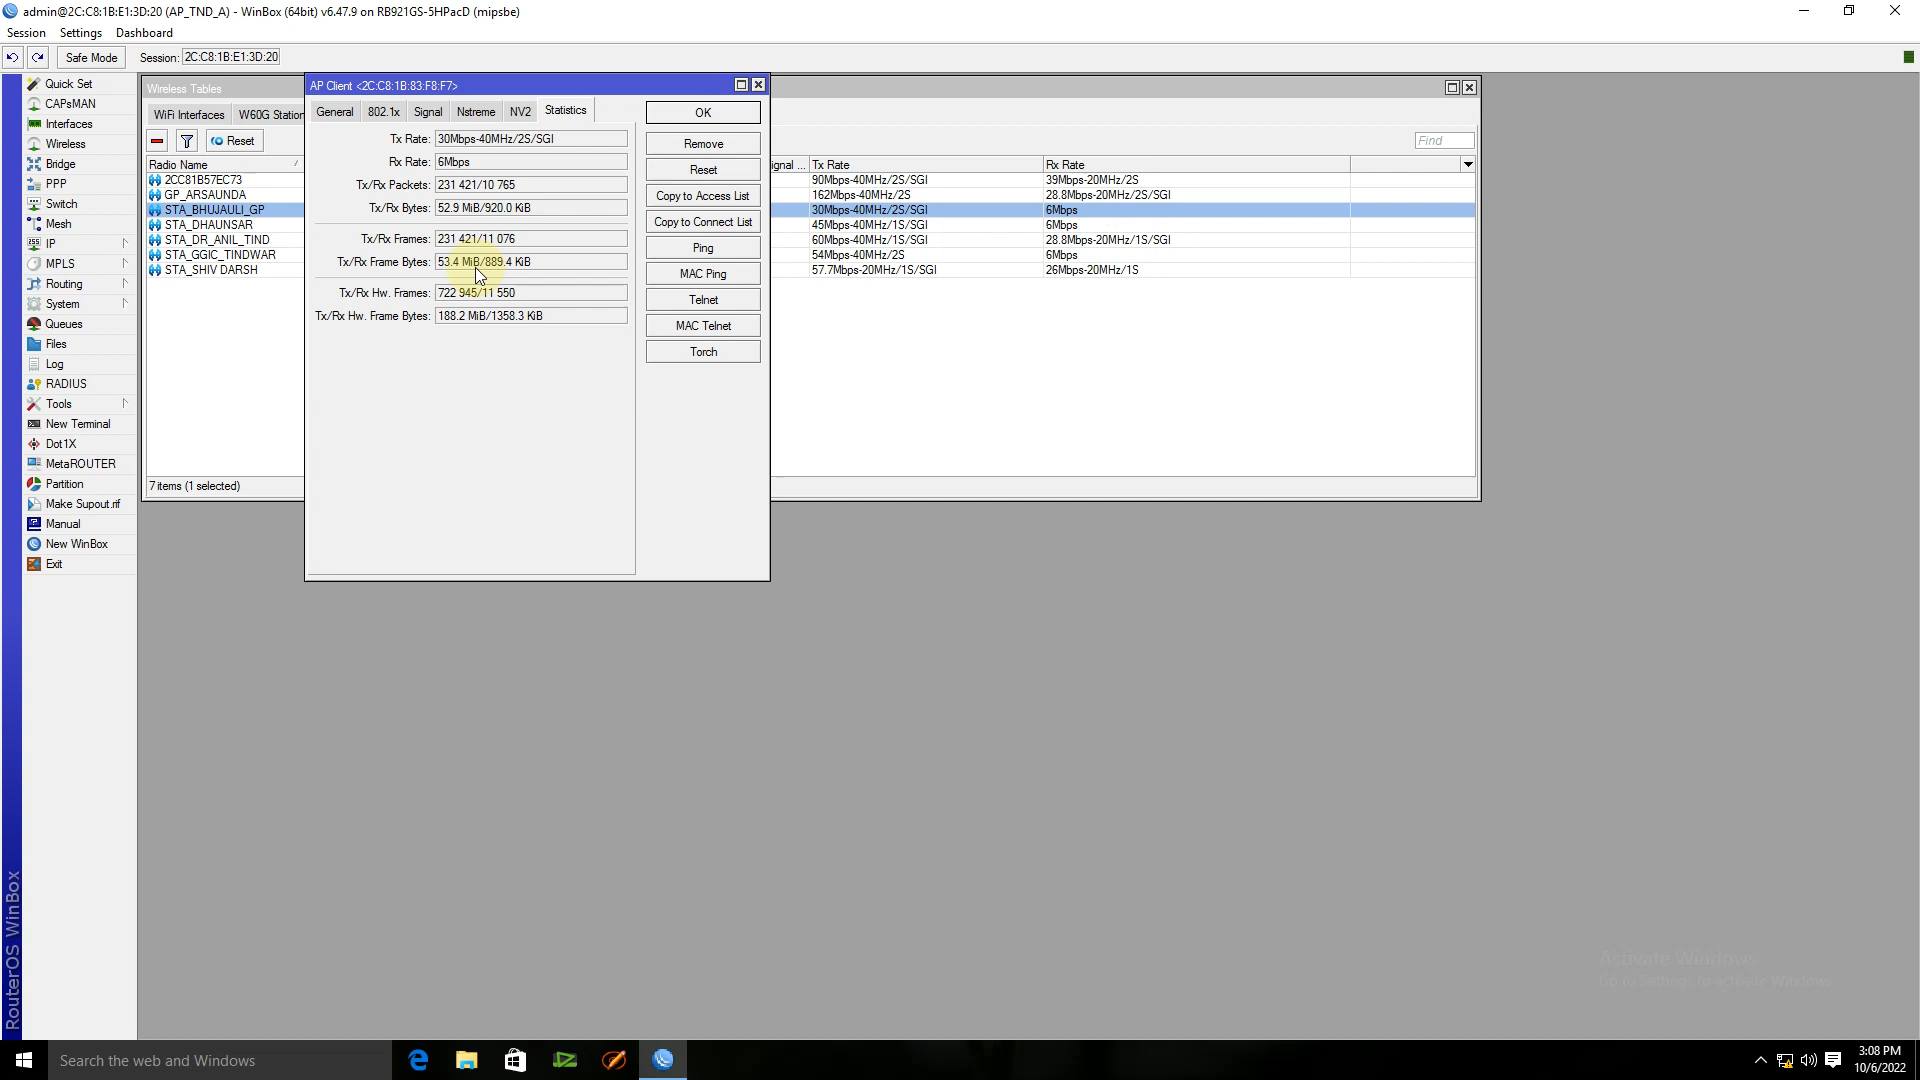 admin@2C:C8:1B:E1:3D:20 (AP_TND_A) - WinBox (64bit) v6.47.9 on RB921GS-5HPacD (mipsbe)
Session Settings Dashboard
Safe Mode Session: 2C:C8:1B:E1:3D:20
Quick Set
CAPsMAN
Interfaces
Wireless
Bridge
PPP
Switch
Mesh
IP
MPLS
Routing
System
Queues
Files
Log
RADIUS
Tools
New Terminal
Dot1X
MetaROUTER
Partition
Make Supout.rif
Manual
New WinBox
Exit
RouterOS WinBox
Wireless Tables
WiFi Interfaces W60G Station
Reset
Find
Radio Name
2CC81B57EC73
GP_ARSAUNDA
STA_BHUJAULI_GP
STA_DHAUNSAR
STA_DR_ANIL_TIND
STA_GGIC_TINDWAR
STA_SHIV DARSH
7 items (1 selected)
AP Client <2C:C8:1B:83:F8:F7>
General 802.1x Signal Nstreme NV2 Statistics
Tx Rate: 30Mbps-40MHz/2S/SGI
Rx Rate: 6Mbps
Tx/Rx Packets: 231 421/10 765
Tx/Rx Bytes: 52.9 MiB/920.0 KiB
Tx/Rx Frames: 231 421/11 076
Tx/Rx Frame Bytes: 53.4 MiB/889.4 KiB
Tx/Rx Hw. Frames: 722 945/11 550
Tx/Rx Hw. Frame Bytes: 188.2 MiB/1358.3 KiB
OK
Remove
Reset
Copy to Access List
Copy to Connect List
Ping
MAC Ping
Telnet
MAC Telnet
Torch
ignal ... Tx Rate Rx Rate
90Mbps-40MHz/2S/SGI 39Mbps-20MHz/2S
162Mbps-40MHz/2S 28.8Mbps-20MHz/2S/SGI
30Mbps-40MHz/2S/SGI 6Mbps
45Mbps-40MHz/1S/SGI 6Mbps
60Mbps-40MHz/1S/SGI 28.8Mbps-20MHz/1S/SGI
54Mbps-40MHz/2S 6Mbps
57.7Mbps-20MHz/1S/SGI 26Mbps-20MHz/1S
Activate Windows
Go to Settings to activate Windows.
Search the web and Windows
3:08 PM
10/6/2022